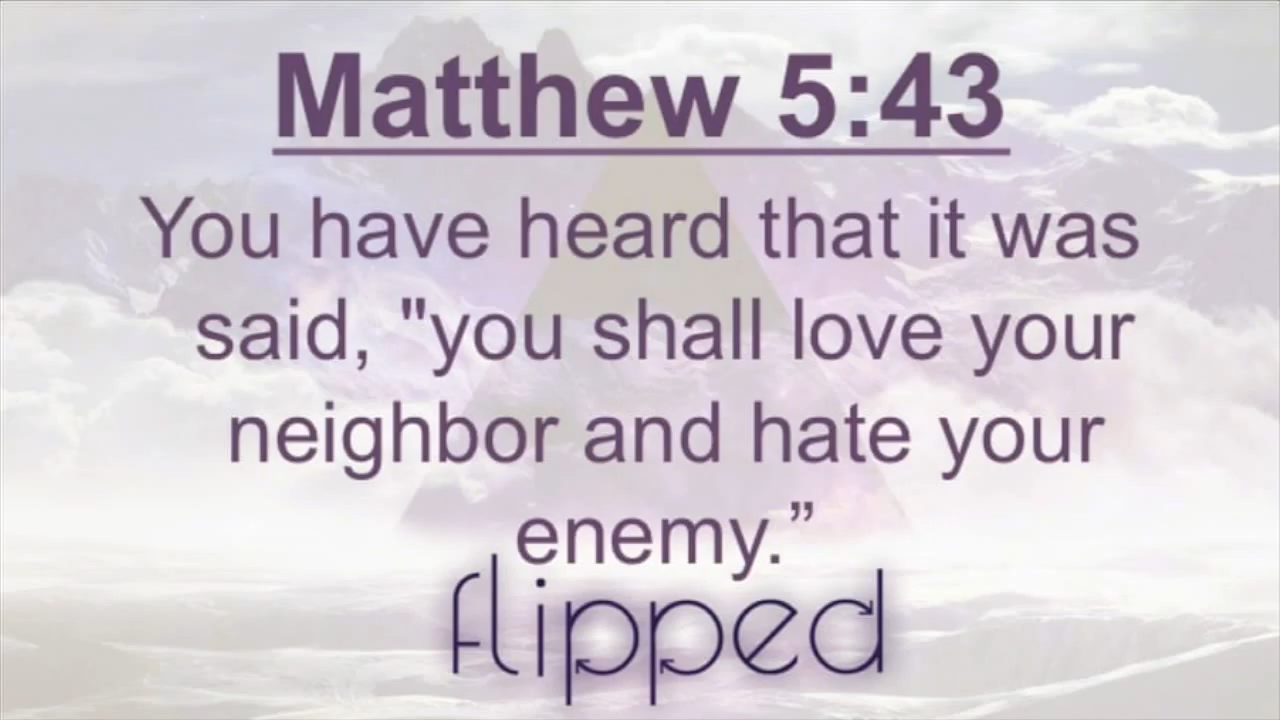 Matthew 5:43
You have heard that it was
said, "you shall love your
neighbor and hate your
enemy.”
flipped